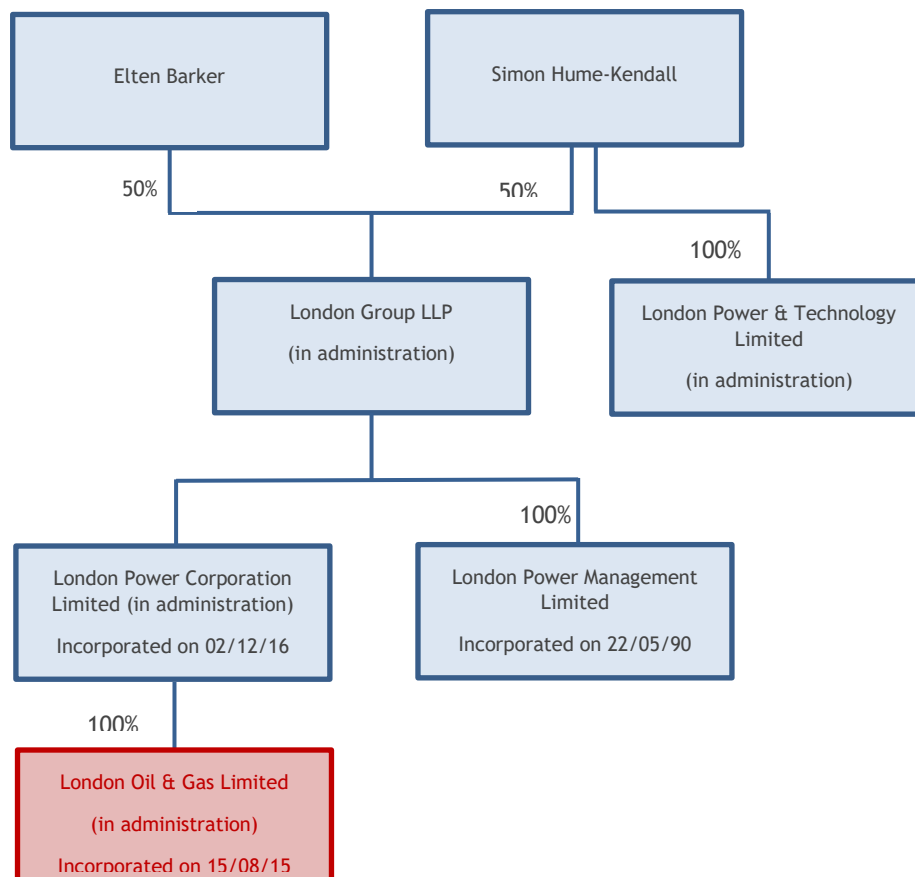 Elten Barker
Simon Hume-Kendall
50%
50%
100%
London Group LLP
(in administration)
London Power & Technology
Limited
(in administration)
100%
London Power Corporation
Limited (in administration)
Incorporated on 02/12/16
London Power Management
Limited
Incorporated on 22/05/90
100%
London Oil & Gas Limited
(in administration)
Incorporated on 15/08/15